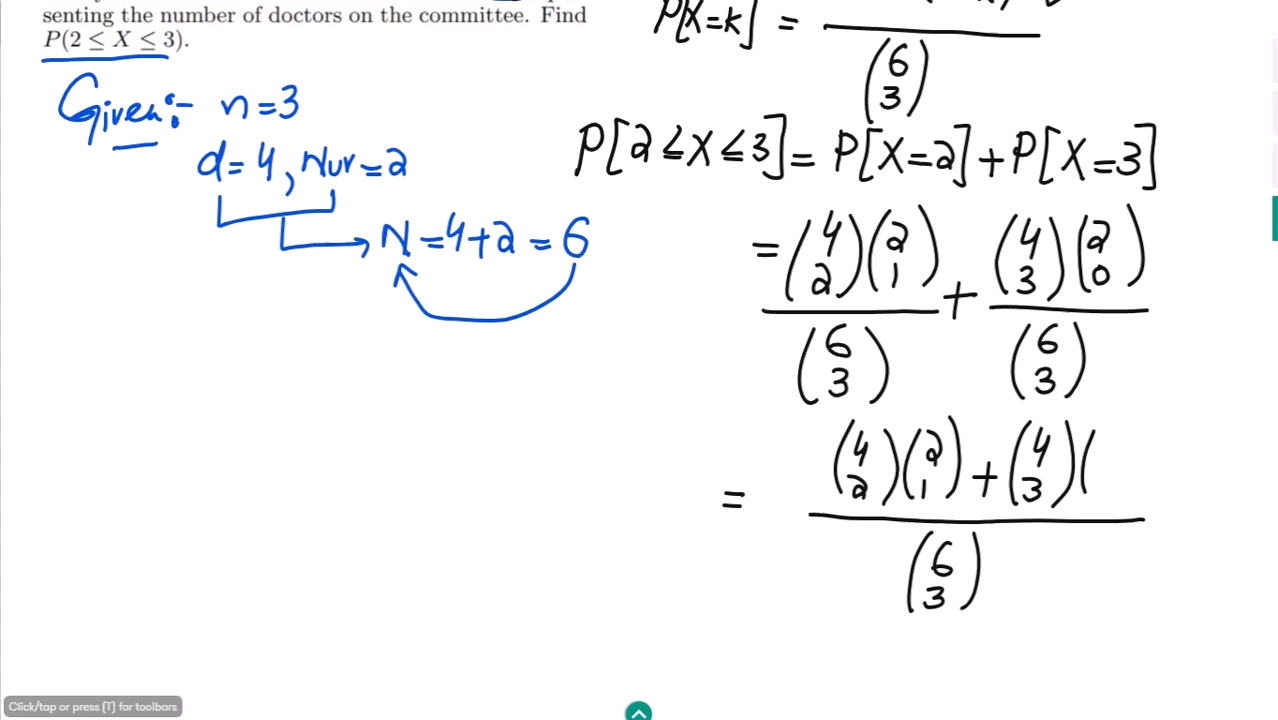 senting the number of doctors on the committee. Find
P(2 ≤ X ≤ 3).
Given:- n=3
d=4, Nur=2
N=4+2=6
P[X=k] =
(6
3)
P[2≤X≤3]= P[X=2]+P[X=3]
=(4 2)(2 1) + (4 3)(2 0)
(6 3) (6 3)
= (4 2)(2 1)+(4 3)(
(6 3)
Click/tap or press [T] for toolbars